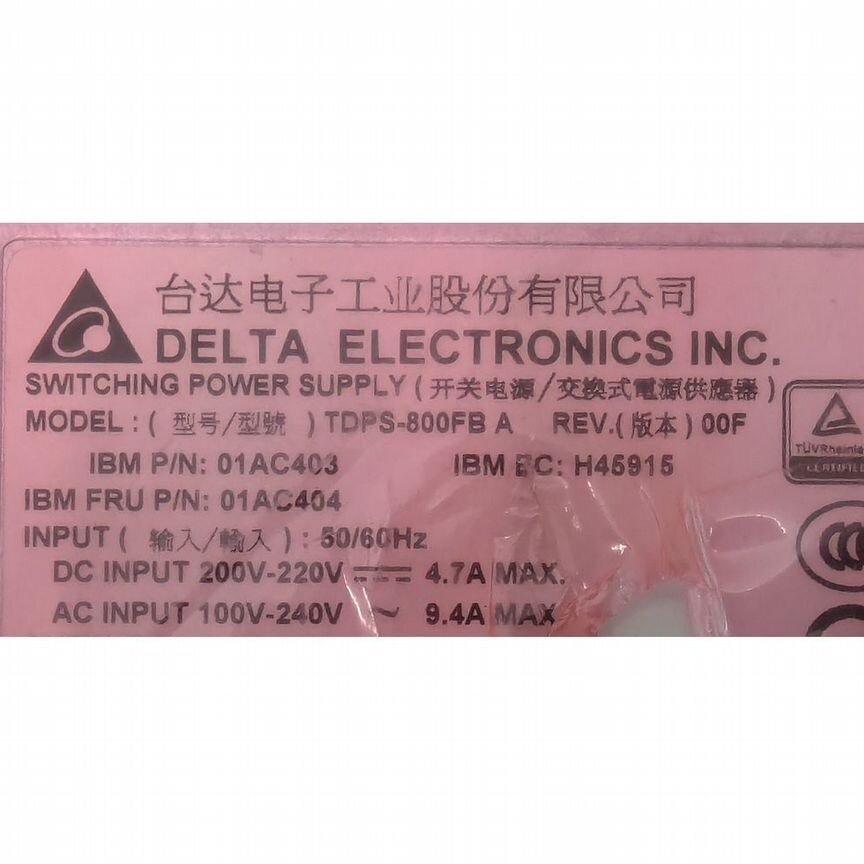 台达电子工业股份有限公司
DELTA ELECTRONICS INC.
SWITCHING POWER SUPPLY (开关电源/交換式電源供應器)
MODEL : ( 型号/型號 ) TDPS-800FB A REV.(版本) 00F
IBM P/N: 01AC403 IBM EC: H45915
IBM FRU P/N: 01AC404
INPUT ( 输入/輸入 ) : 50/60Hz
DC INPUT 200V-220V ⎓ 4.7A MAX.
AC INPUT 100V-240V ~ 9.4A MAX
CERTIFIED